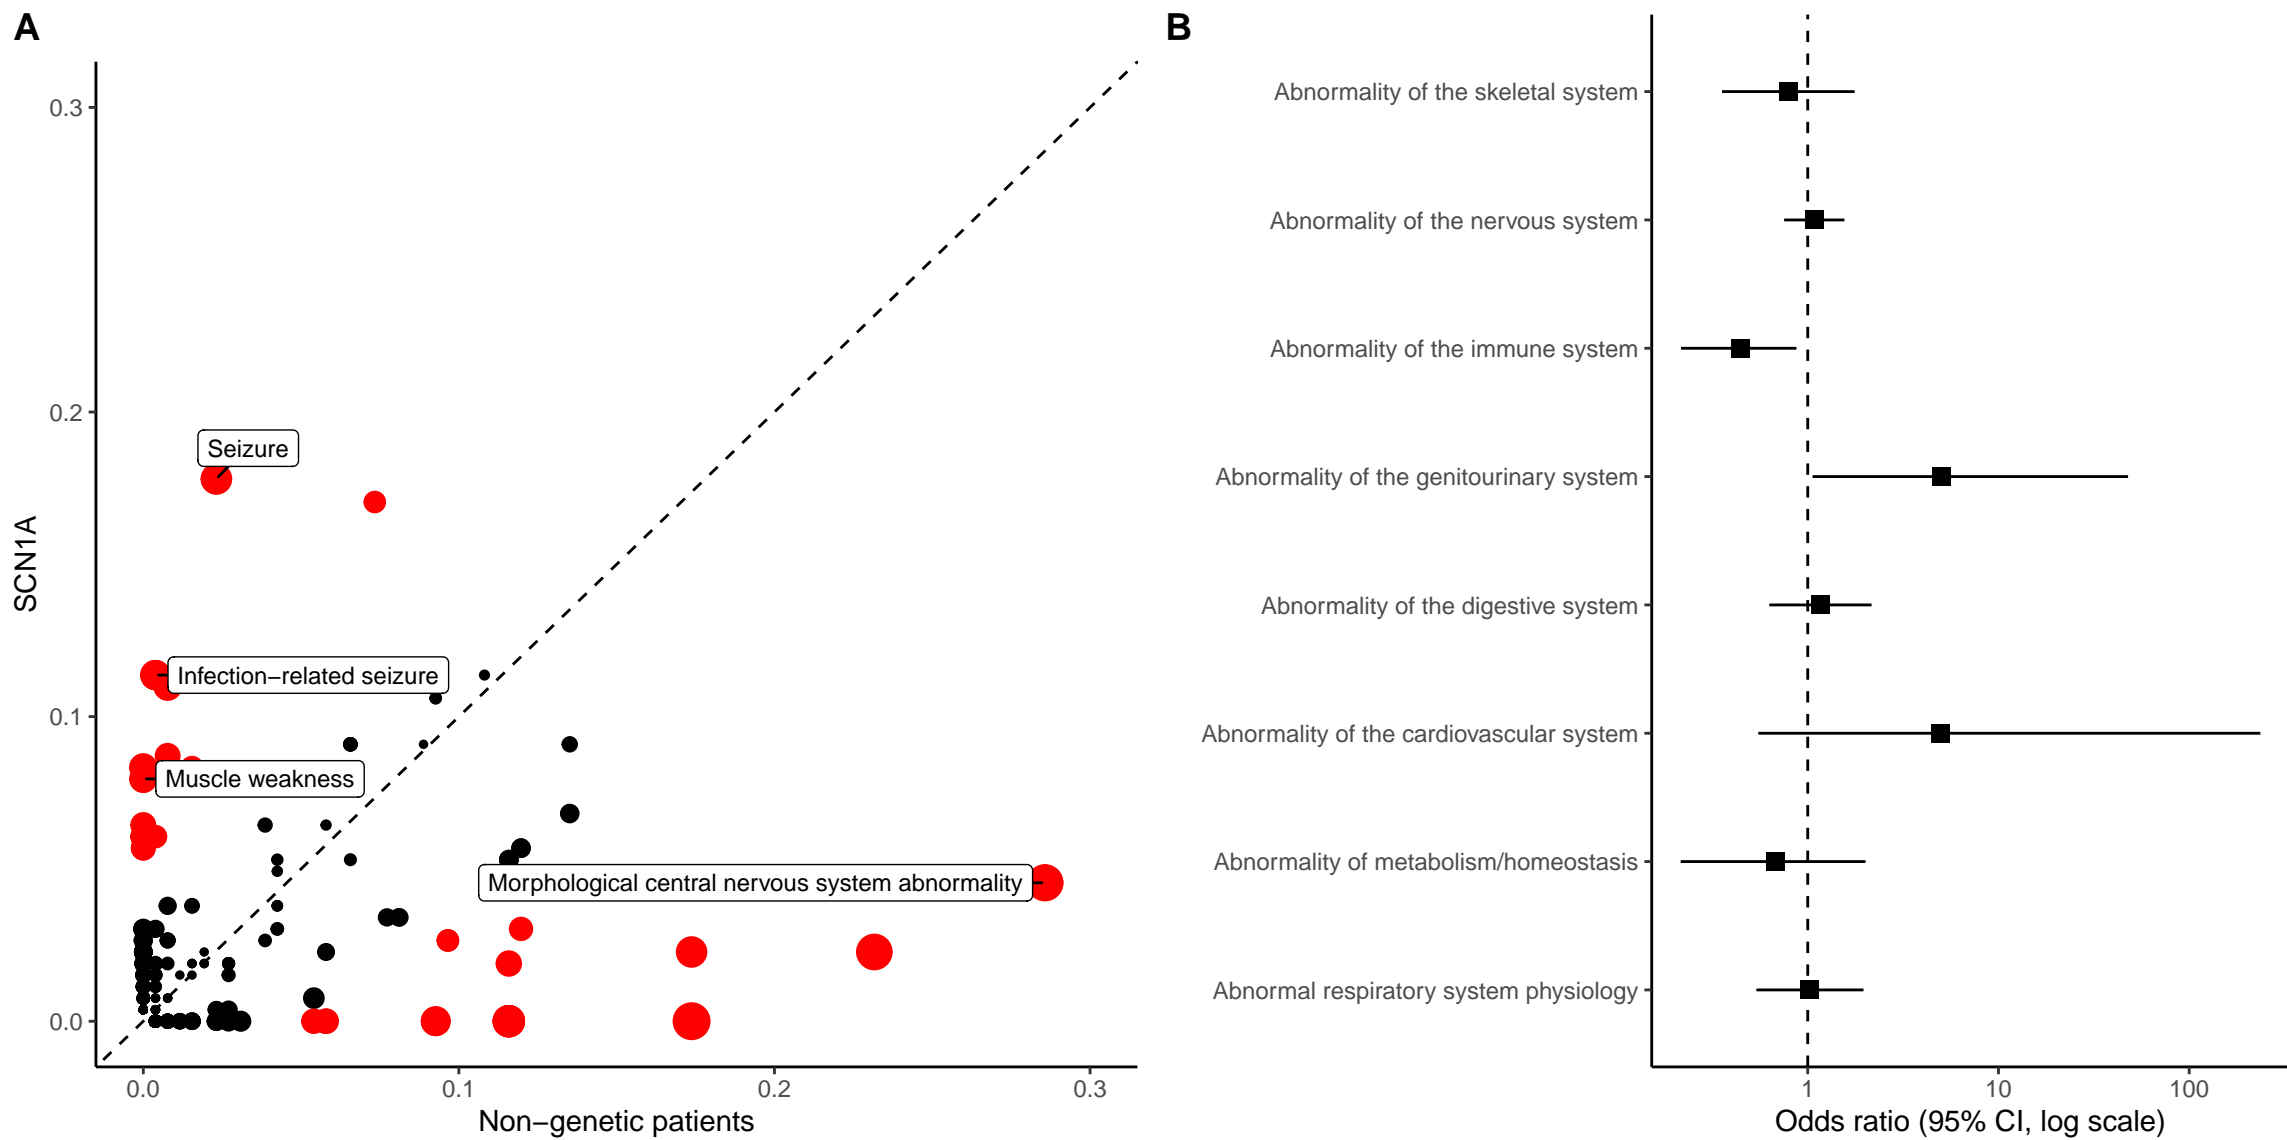 A
0.3
0.2
0.1
0.0
SCN1A
Seizure
Infection−related seizure
Muscle weakness
Morphological central nervous system abnormality
0.0 0.1 0.2 0.3
Non−genetic patients
B
Abnormality of the skeletal system
Abnormality of the nervous system
Abnormality of the immune system
Abnormality of the genitourinary system
Abnormality of the digestive system
Abnormality of the cardiovascular system
Abnormality of metabolism/homeostasis
Abnormal respiratory system physiology
1 10 100
Odds ratio (95% CI, log scale)